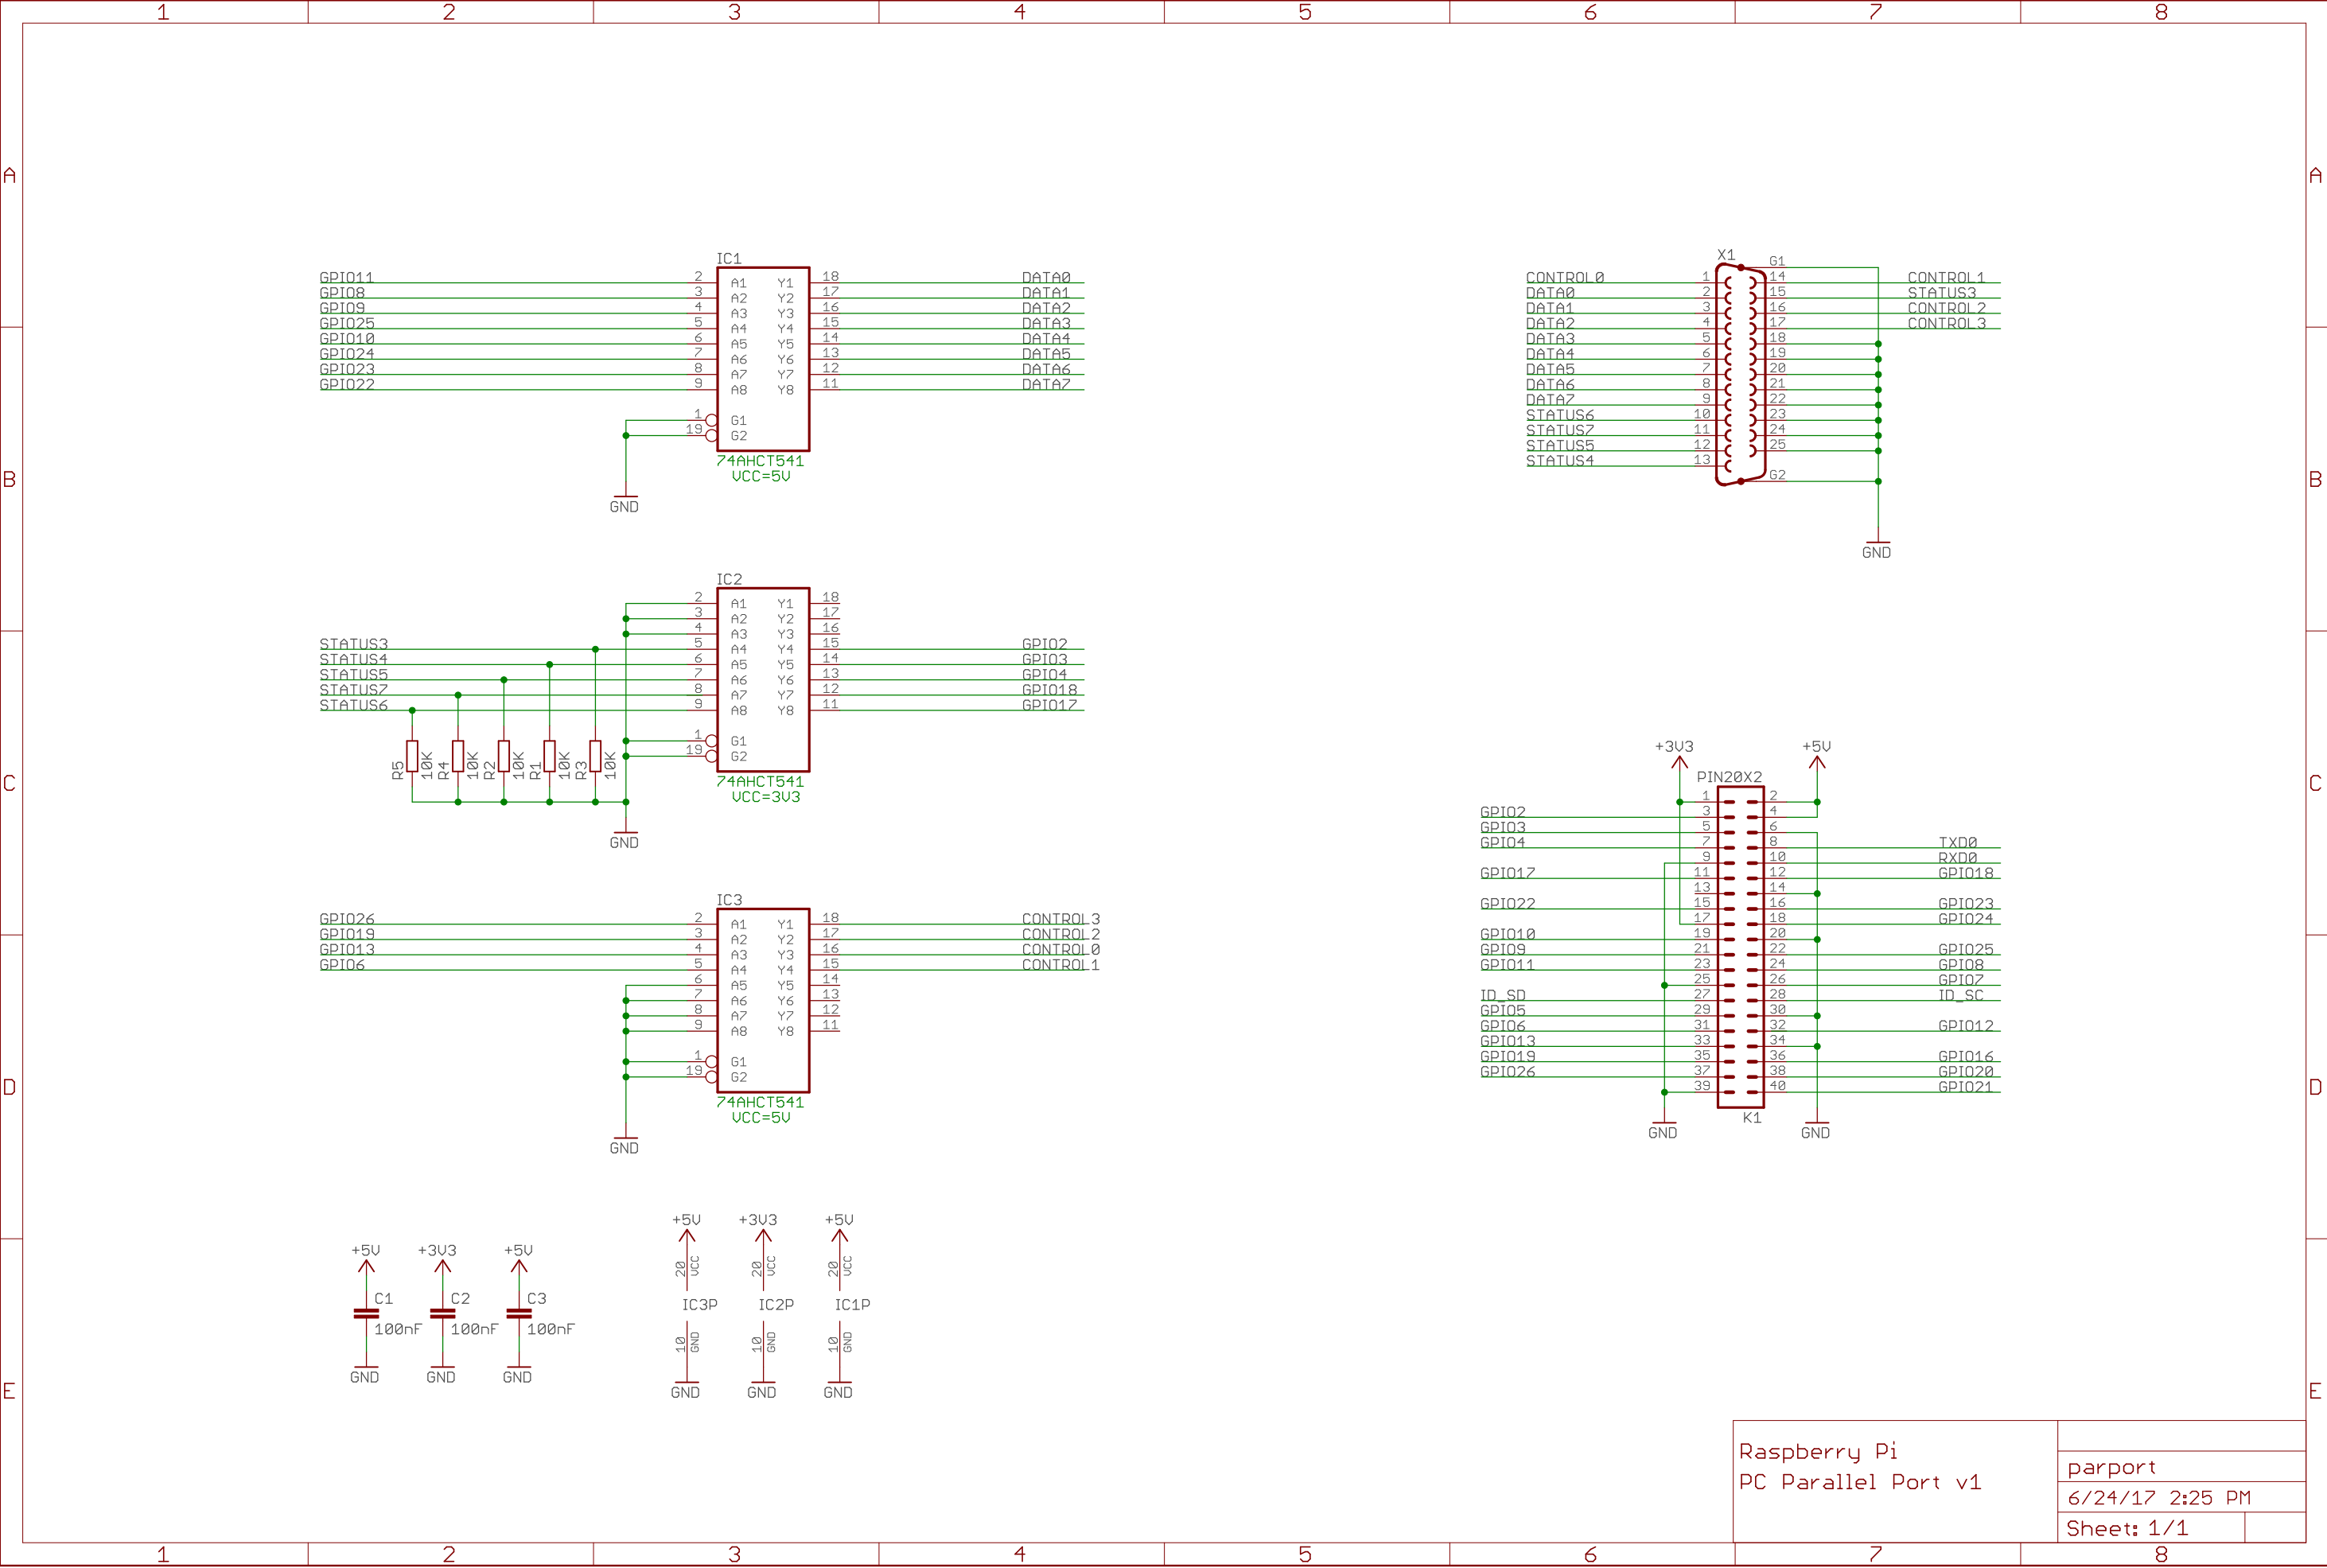 1 2 3 4 5 6 7 8
A A
B B
C C
D D
E E
IC1
GPIO11 2 A1 Y1 18 DATA0
GPIO8 3 A2 Y2 17 DATA1
GPIO9 4 A3 Y3 16 DATA2
GPIO25 5 A4 Y4 15 DATA3
GPIO10 6 A5 Y5 14 DATA4
GPIO24 7 A6 Y6 13 DATA5
GPIO23 8 A7 Y7 12 DATA6
GPIO22 9 A8 Y8 11 DATA7
1 G1
19 G2
74AHCT541
VCC=5V
GND
IC2
2 A1 Y1 18
3 A2 Y2 17
4 A3 Y3 16
STATUS3 5 A4 Y4 15 GPIO2
STATUS4 6 A5 Y5 14 GPIO3
STATUS5 7 A6 Y6 13 GPIO4
STATUS7 8 A7 Y7 12 GPIO18
STATUS6 9 A8 Y8 11 GPIO17
1 G1
19 G2
R5 10K R4 10K R2 10K R1 10K R3 10K
74AHCT541
VCC=3V3
GND
IC3
GPIO26 2 A1 Y1 18 CONTROL3
GPIO19 3 A2 Y2 17 CONTROL2
GPIO13 4 A3 Y3 16 CONTROL0
GPIO6 5 A4 Y4 15 CONTROL1
6 A5 Y5 14
7 A6 Y6 13
8 A7 Y7 12
9 A8 Y8 11
1 G1
19 G2
74AHCT541
VCC=5V
GND
+5V +3V3 +5V
C1 C2 C3
100nF 100nF 100nF
GND GND GND
+5V +3V3 +5V
20 VCC 20 VCC 20 VCC
IC3P IC2P IC1P
10 GND 10 GND 10 GND
GND GND GND
X1
G1
CONTROL0 1 14 CONTROL1
DATA0 2 15 STATUS3
DATA1 3 16 CONTROL2
DATA2 4 17 CONTROL3
DATA3 5 18
DATA4 6 19
DATA5 7 20
DATA6 8 21
DATA7 9 22
STATUS6 10 23
STATUS7 11 24
STATUS5 12 25
STATUS4 13
G2
GND
+3V3 +5V
PIN20X2
1 2
GPIO2 3 4
GPIO3 5 6
GPIO4 7 8 TXD0
9 10 RXD0
GPIO17 11 12 GPIO18
13 14
GPIO22 15 16 GPIO23
17 18 GPIO24
GPIO10 19 20
GPIO9 21 22 GPIO25
GPIO11 23 24 GPIO8
25 26 GPIO7
ID_SD 27 28 ID_SC
GPIO5 29 30
GPIO6 31 32 GPIO12
GPIO13 33 34
GPIO19 35 36 GPIO16
GPIO26 37 38 GPIO20
39 40 GPIO21
K1
GND GND
Raspberry Pi
PC Parallel Port v1
parport
6/24/17 2:25 PM
Sheet: 1/1
1 2 3 4 5 6 7 8